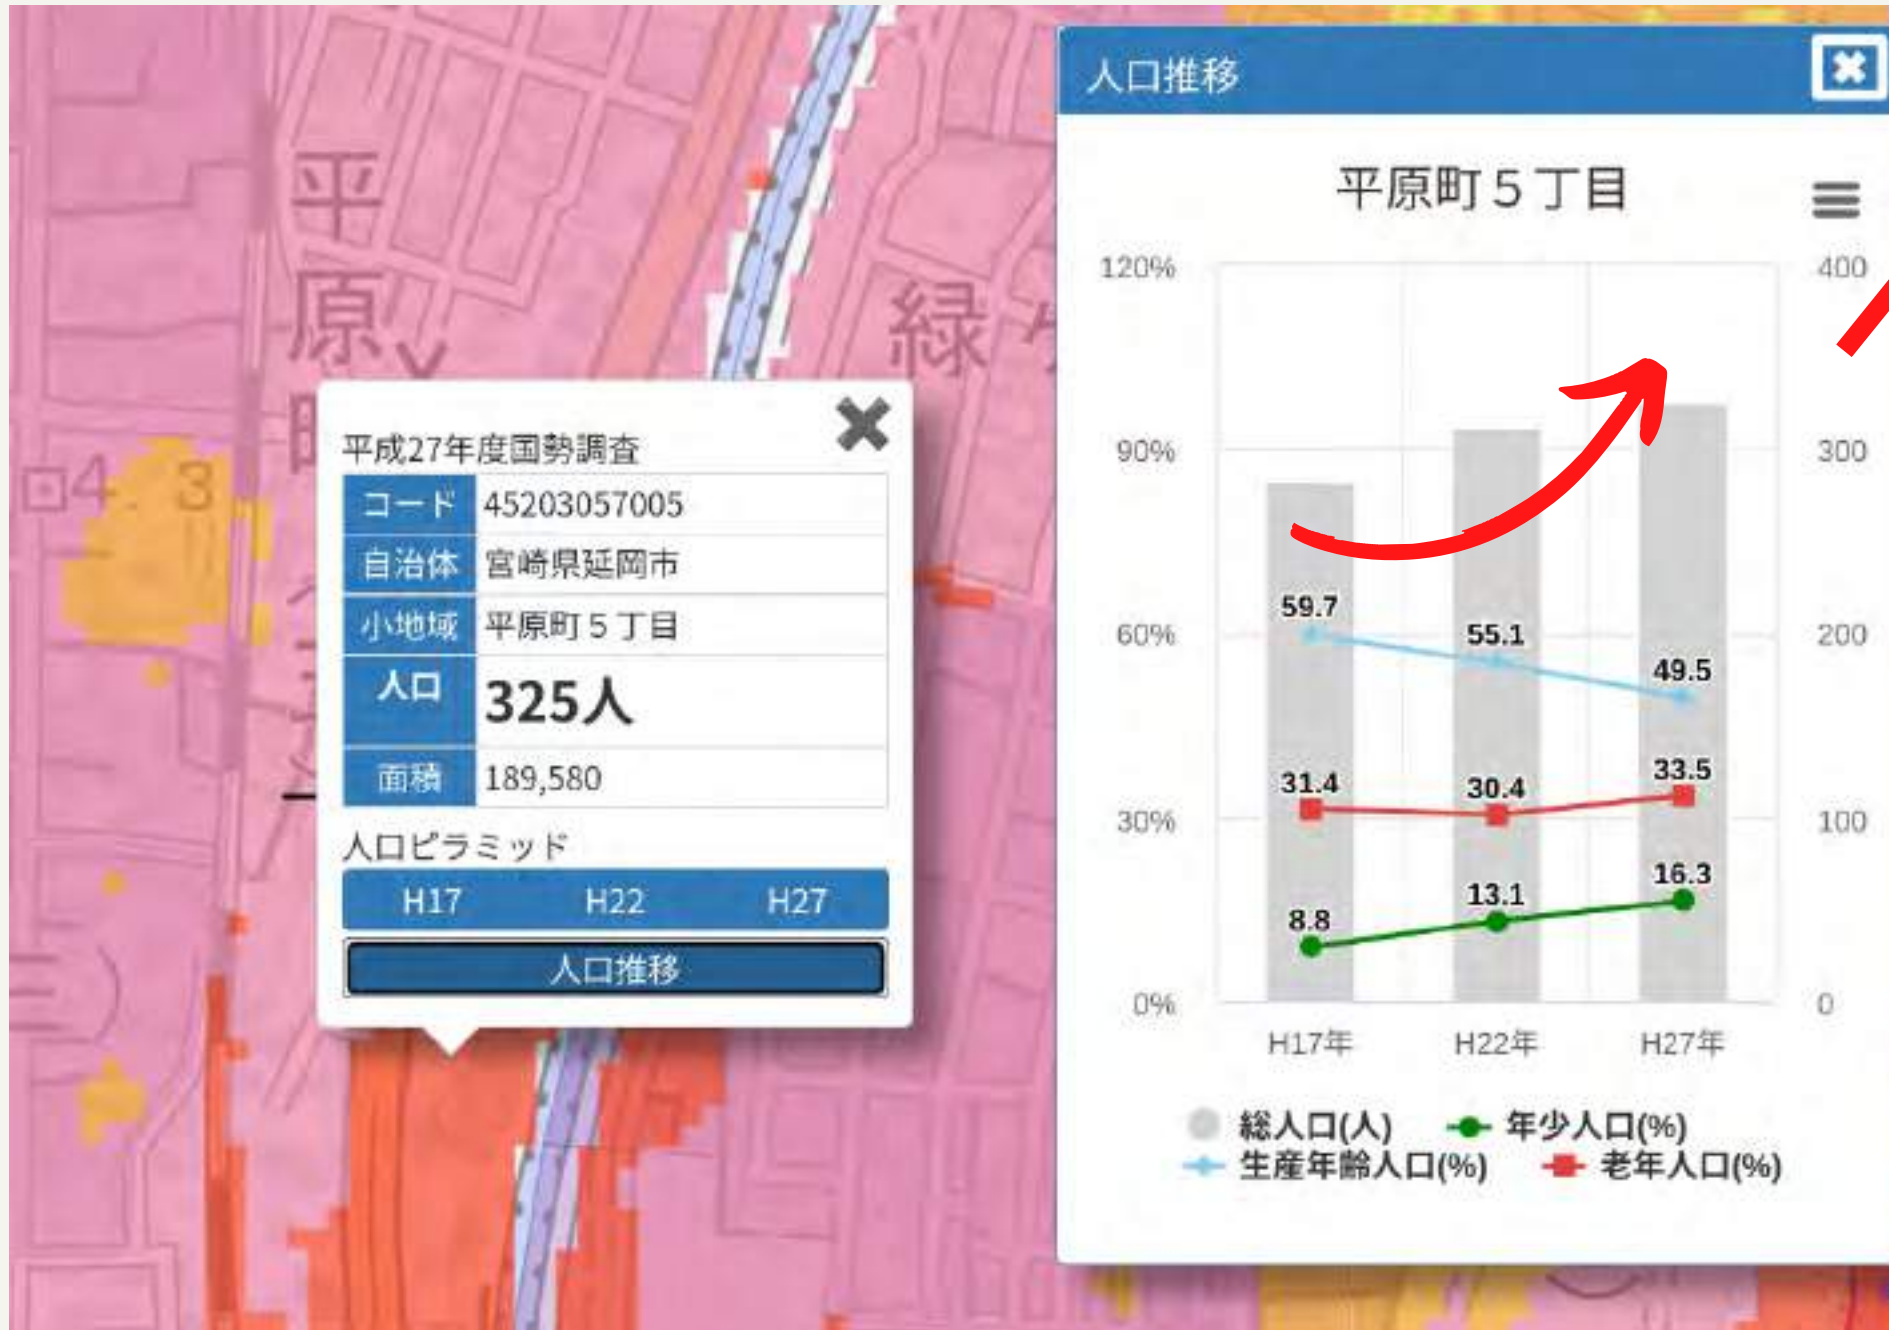 平原町
緑
4
3
平成27年度国勢調査
コード 45203057005
自治体 宮崎県延岡市
小地域 平原町５丁目
人口 325人
面積 189,580
人口ピラミッド
H17 H22 H27
人口推移
人口推移
平原町５丁目
120% 400
90% 300
60% 200
30% 100
0% 0
59.7 55.1 49.5
31.4 30.4 33.5
8.8 13.1 16.3
H17年 H22年 H27年
総人口(人) 年少人口(%)
生産年齢人口(%) 老年人口(%)